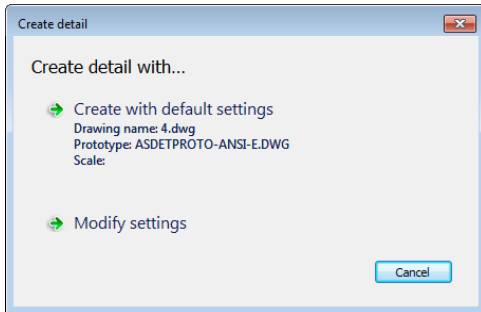 Create detail
Create detail with...
Create with default settings
Drawing name: 4.dwg
Prototype: ASDETPROTO-ANSI-E.DWG
Scale:
Modify settings
Cancel